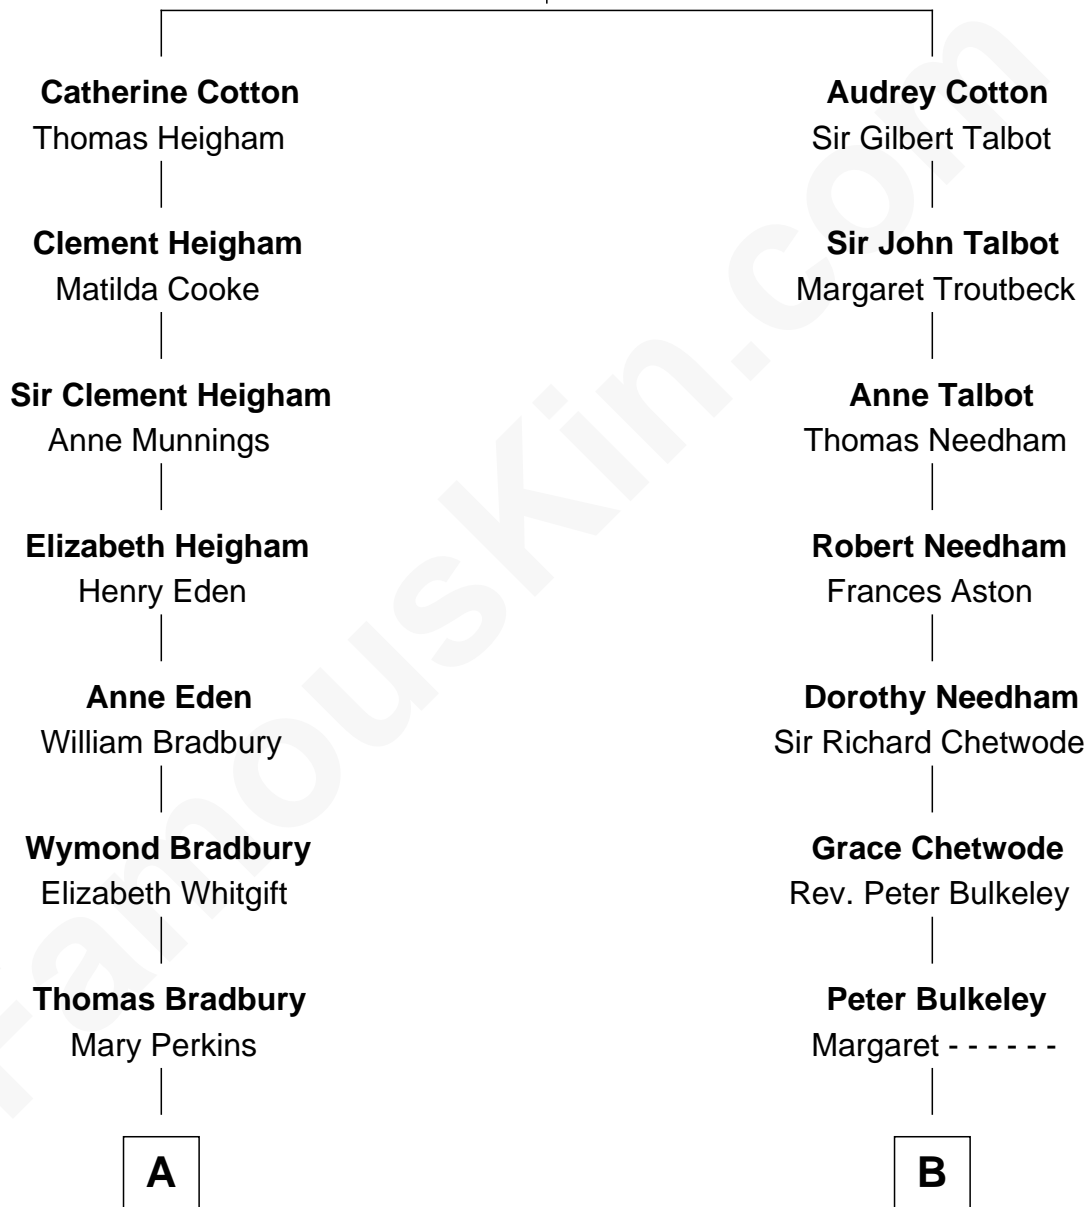 Catherine Cotton
Thomas Heigham
Clement Heigham
Matilda Cooke
Sir Clement Heigham
Anne Munnings
Elizabeth Heigham
Henry Eden
Anne Eden
William Bradbury
Wymond Bradbury
Elizabeth Whitgift
Thomas Bradbury
Mary Perkins
A
Audrey Cotton
Sir Gilbert Talbot
Sir John Talbot
Margaret Troutbeck
Anne Talbot
Thomas Needham
Robert Needham
Frances Aston
Dorothy Needham
Sir Richard Chetwode
Grace Chetwode
Rev. Peter Bulkeley
Peter Bulkeley
Margaret - - - - - -
B
FamousKin.com